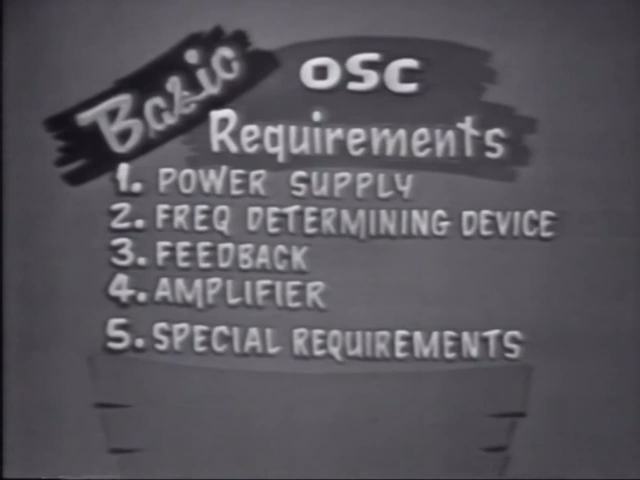 Basic OSC
Requirements
1. POWER SUPPLY
2. FREQ DETERMINING DEVICE
3. FEEDBACK
4. AMPLIFIER
5. SPECIAL REQUIREMENTS